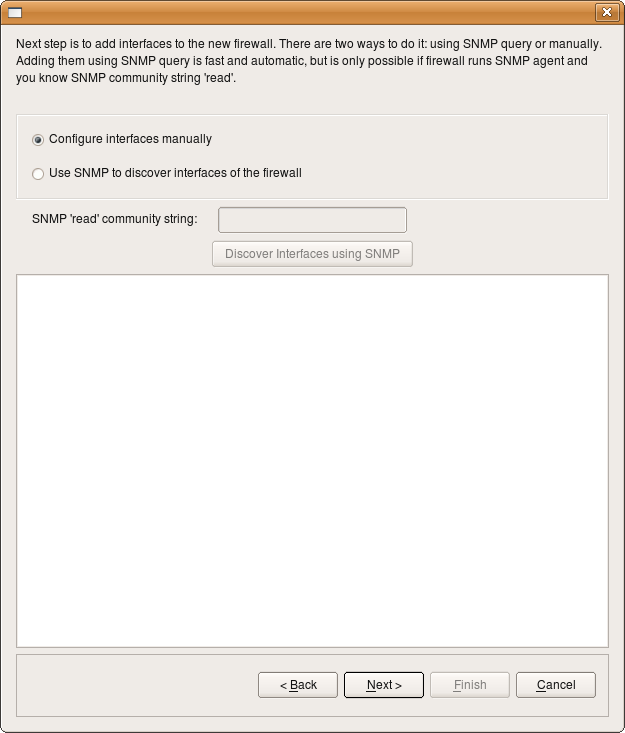 Next step is to add interfaces to the new firewall. There are two ways to do it: using SNMP query or manually.
Adding them using SNMP query is fast and automatic, but is only possible if firewall runs SNMP agent and
you know SNMP community string 'read'.
Configure interfaces manually
Use SNMP to discover interfaces of the firewall
SNMP 'read' community string:
Discover Interfaces using SNMP
< Back Next > Finish Cancel